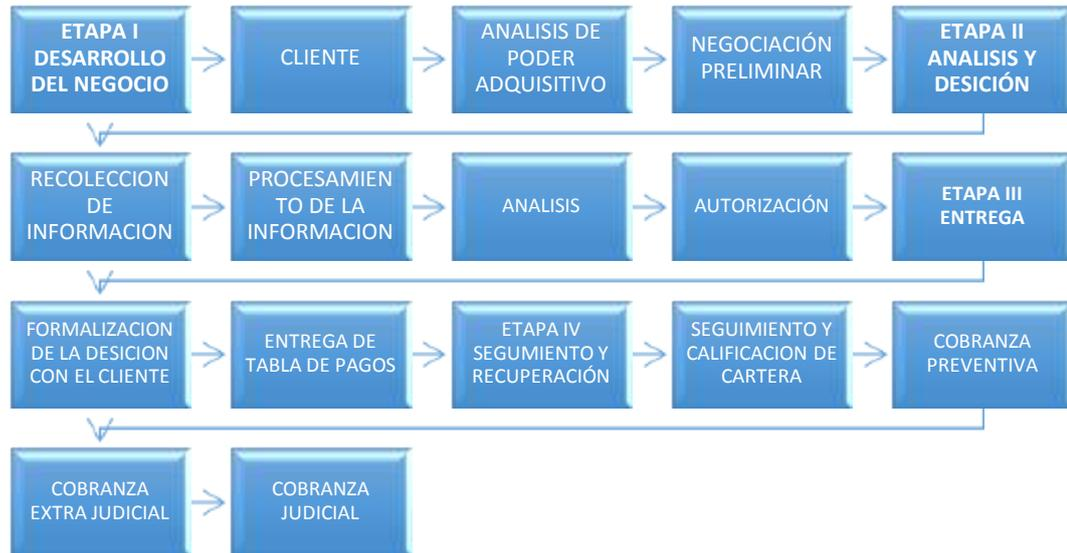 ETAPA I
DESARROLLO
DEL NEGOCIO
CLIENTE
ANALISIS DE
PODER
ADQUISITIVO
NEGOCIACIÓN
PRELIMINAR
ETAPA II
ANALISIS Y
DESICIÓN
RECOLECCION
DE
INFORMACION
PROCESAMIEN
TO DE LA
INFORMACION
ANALISIS
AUTORIZACIÓN
ETAPA III
ENTREGA
FORMALIZACION
DE LA DESICION
CON EL CLIENTE
ENTREGA DE
TABLA DE PAGOS
ETAPA IV
SEGUMIENTO Y
RECUPERACIÓN
SEGUIMIENTO Y
CALIFICACION DE
CARTERA
COBRANZA
PREVENTIVA
COBRANZA
EXTRA JUDICIAL
COBRANZA
JUDICIAL